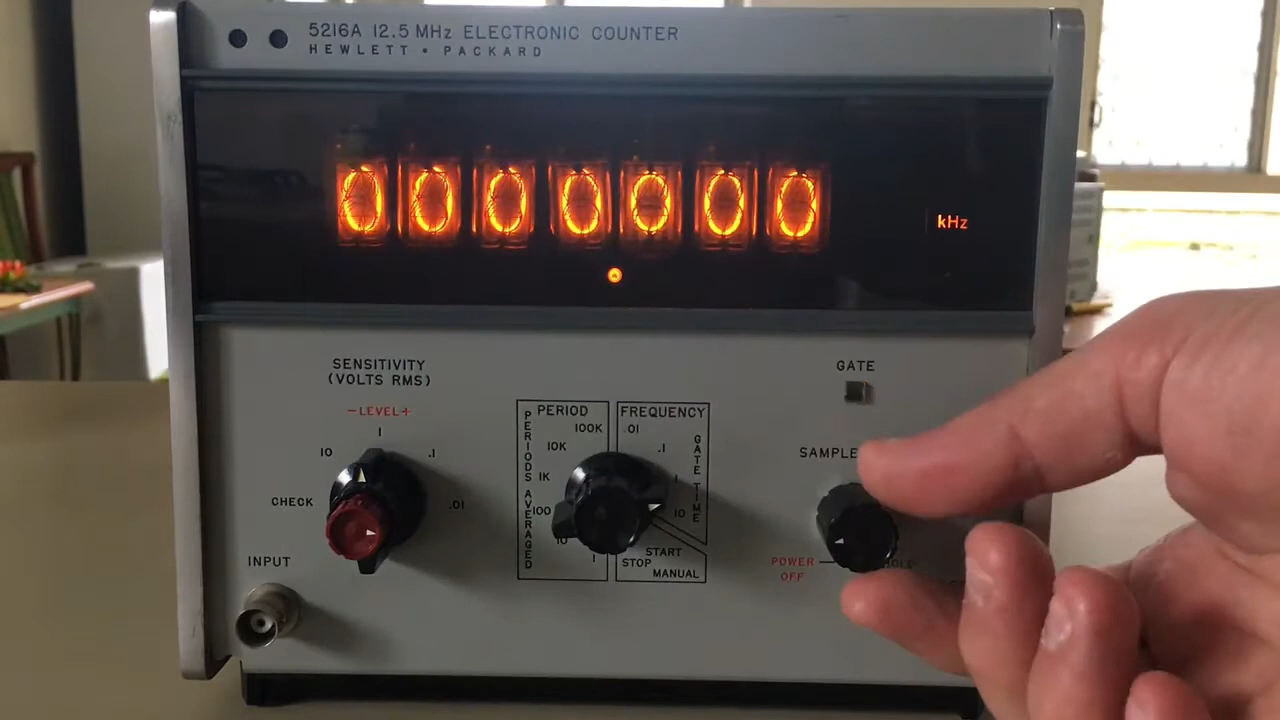 5216A 12.5 MHz ELECTRONIC COUNTER
HEWLETT • PACKARD
0000000
kHz
SENSITIVITY
(VOLTS RMS)
−LEVEL+
1
10 .1
CHECK .01
INPUT
PERIOD
PERIODS AVERAGED
100K
10K
1K
100
10
1
FREQUENCY
GATE TIME
.01
.1
1
10
START
STOP
MANUAL
GATE
SAMPLE
POWER
OFF